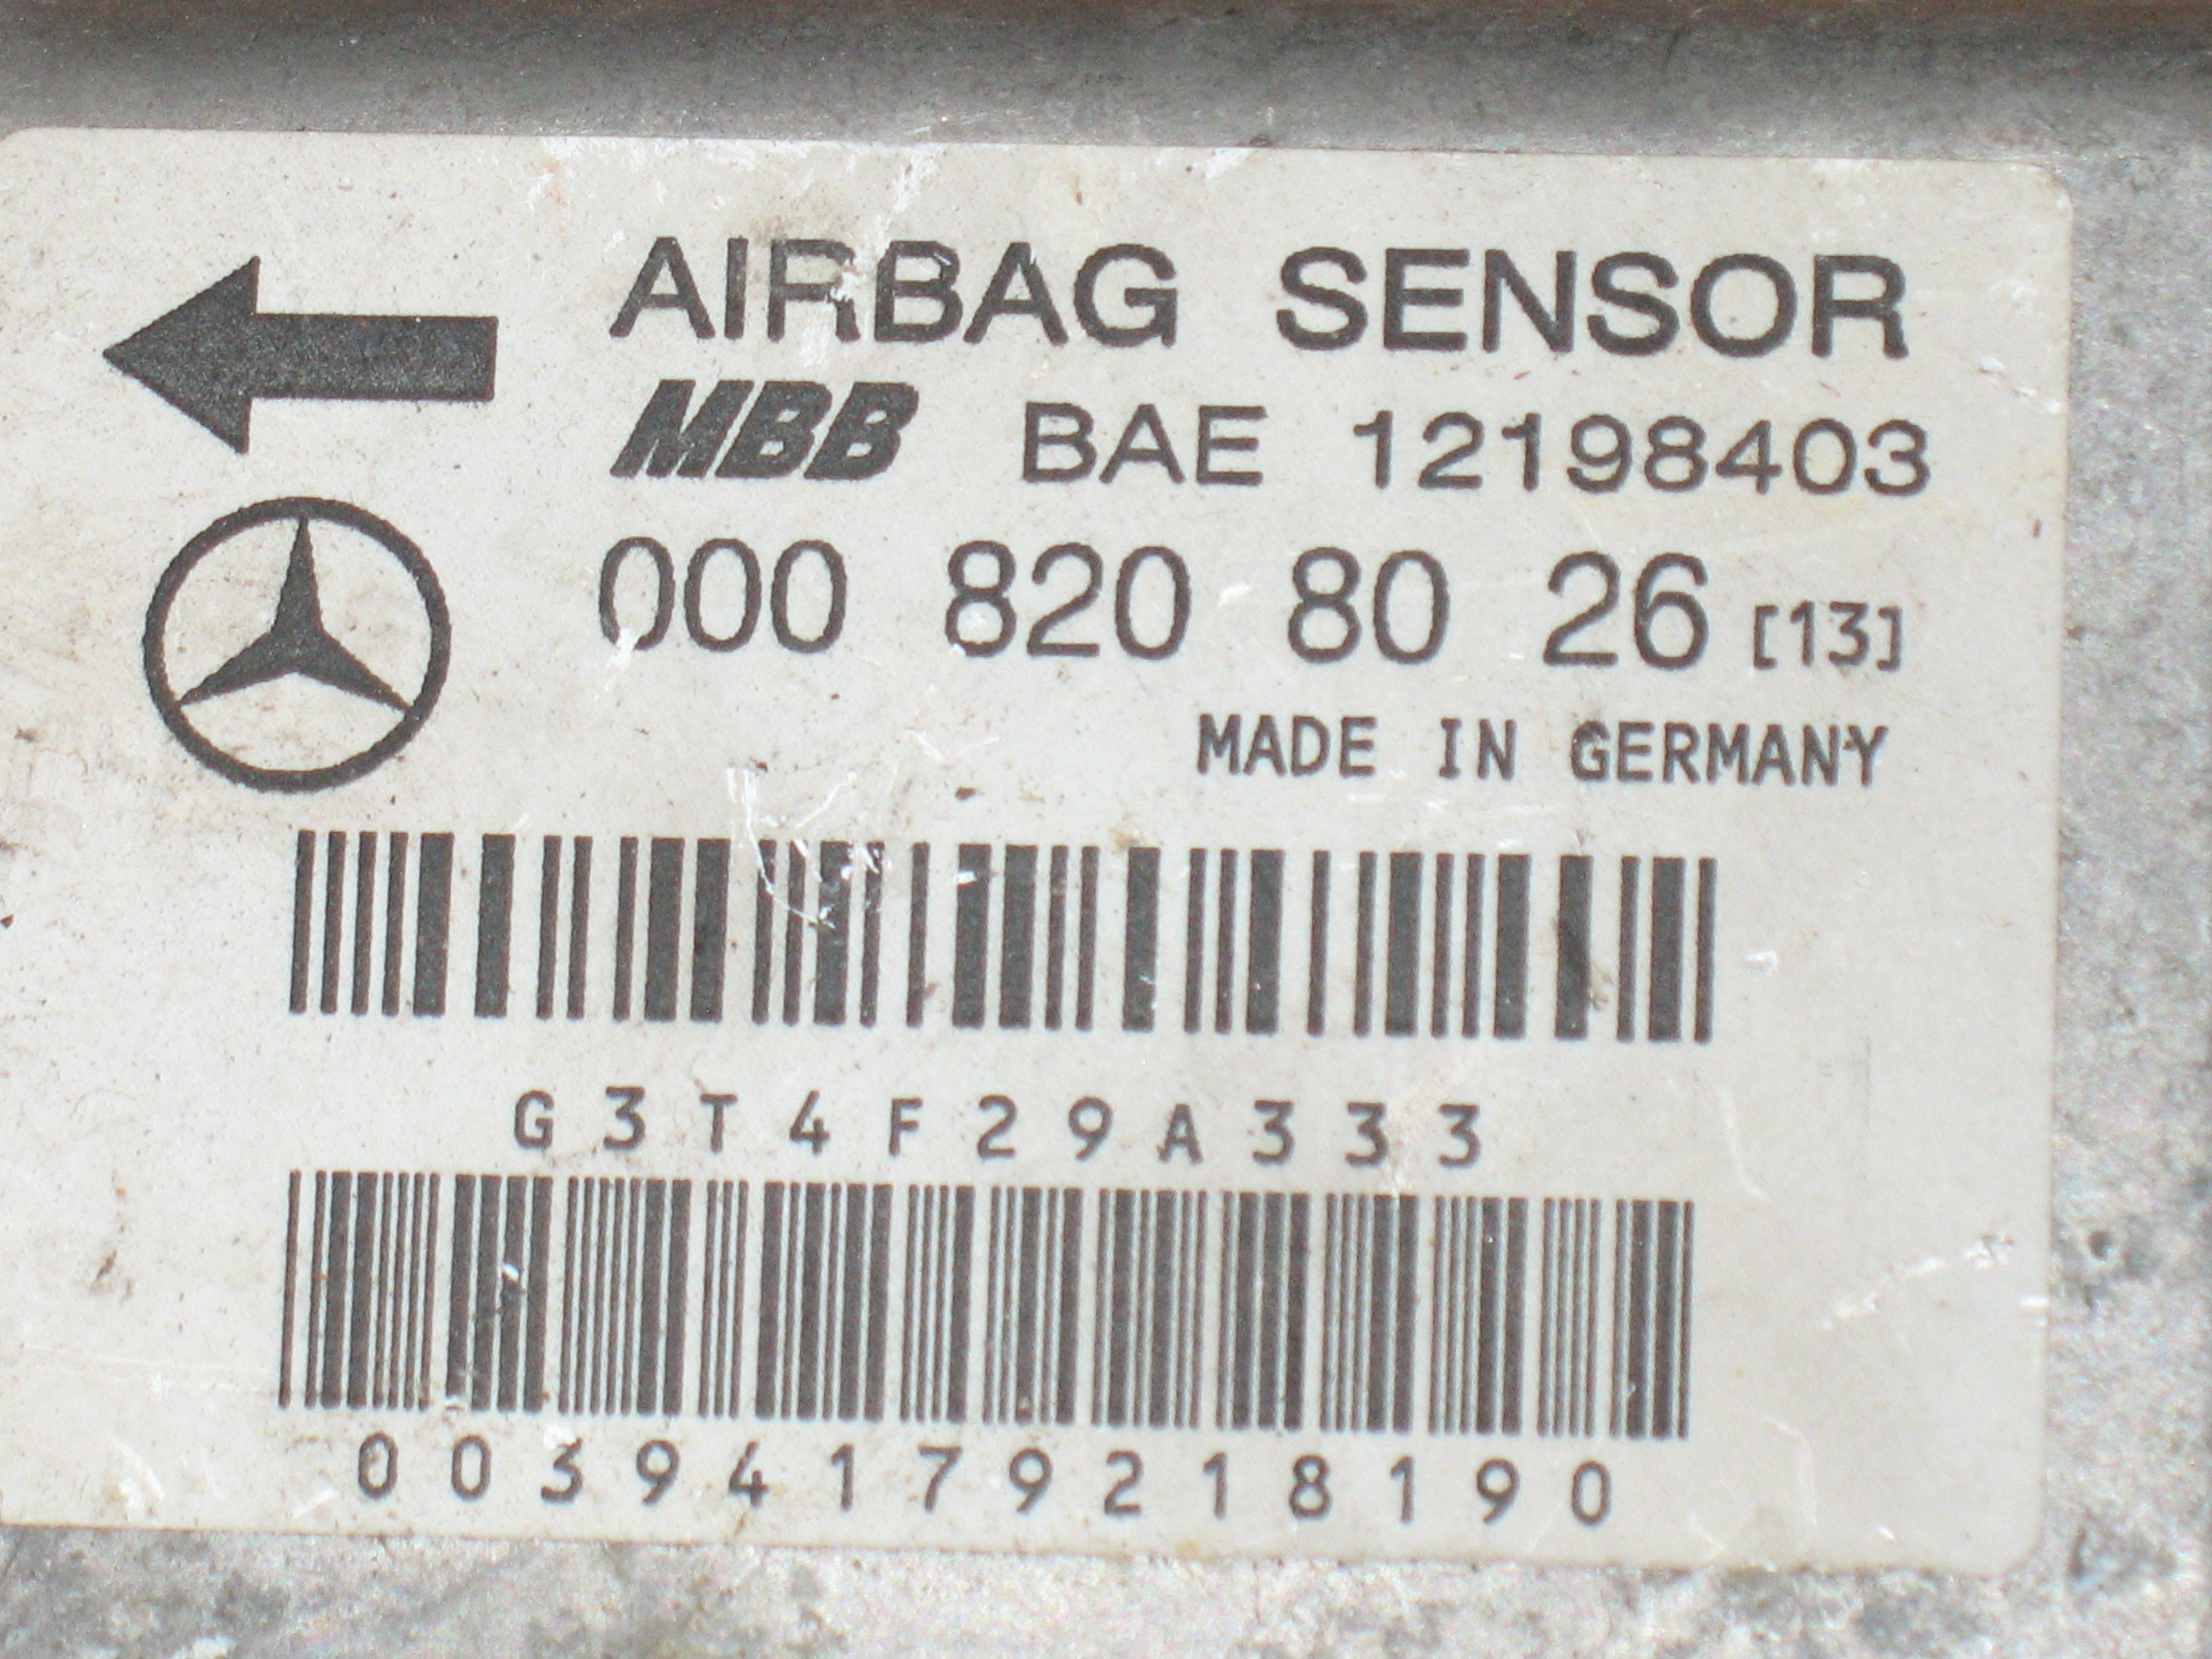 AIRBAG SENSOR
MBB BAE 12198403
000 820 80 26 [13]
MADE IN GERMANY
G3T4F29A333
00394179218190